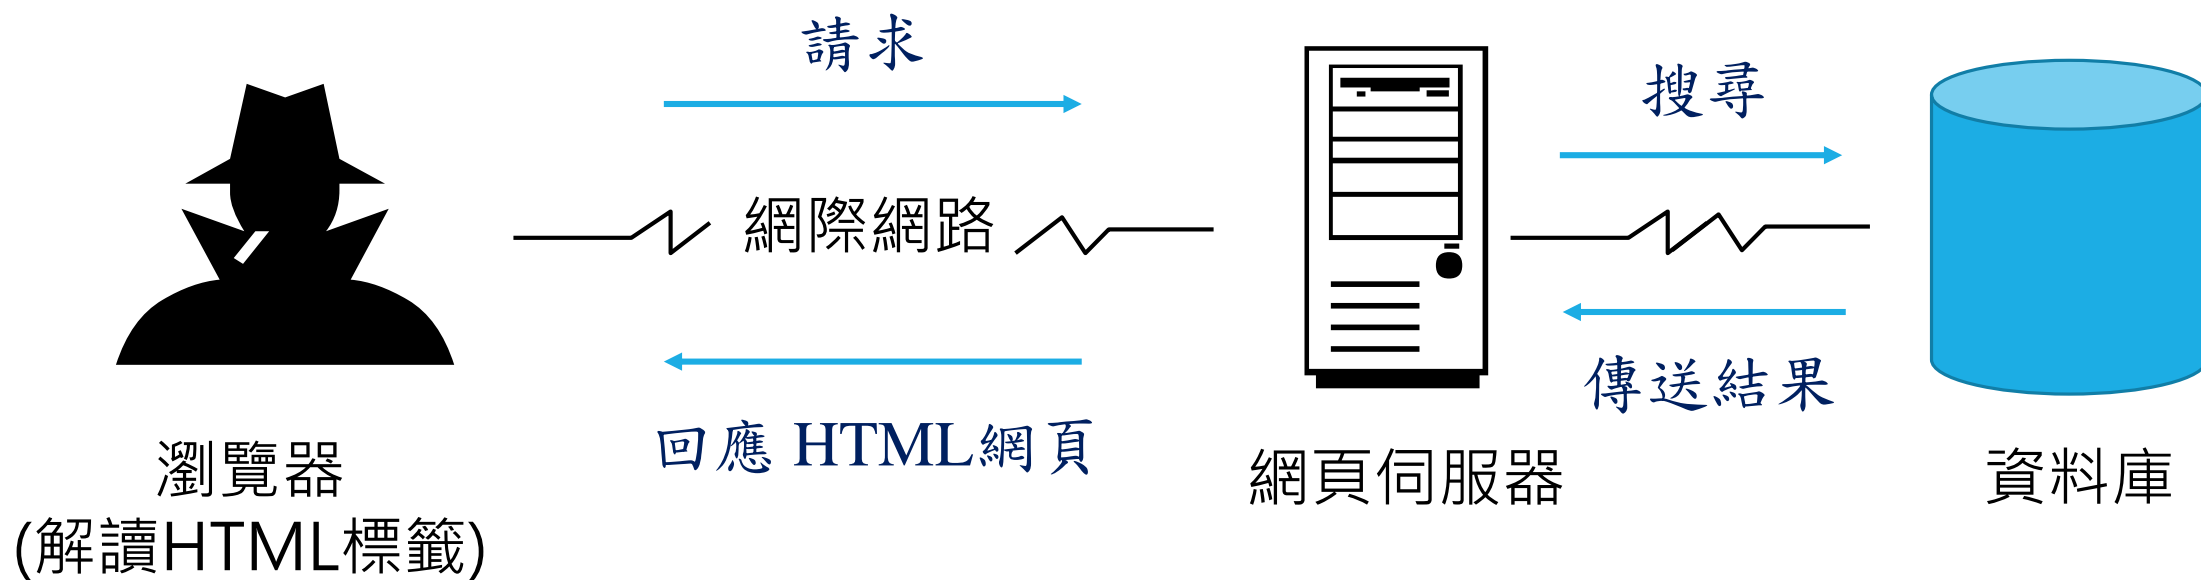 請求
搜尋
網際網路
回應 HTML網頁
傳送結果
瀏覽器
(解讀HTML標籤)
網頁伺服器
資料庫